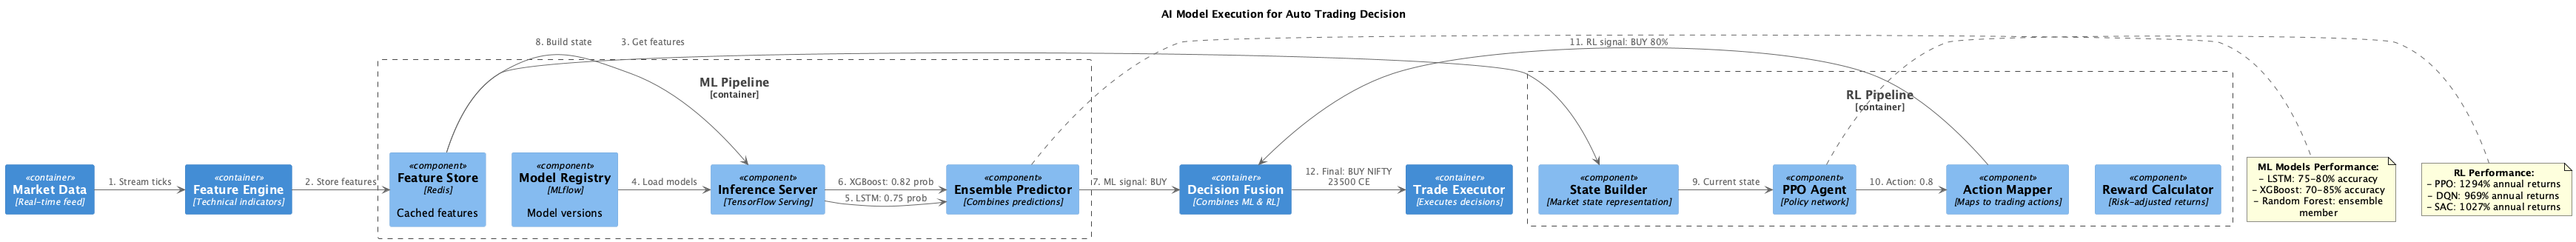 AI Model Execution for Auto Trading Decision
8. Build state
3. Get features
11. RL signal: BUY 80%
ML Pipeline
[container]
RL Pipeline
[container]
«container»
Market Data
[Real-time feed]
1. Stream ticks
«container»
Feature Engine
[Technical indicators]
2. Store features
«component»
Feature Store
[Redis]
Cached features
«component»
Model Registry
[MLflow]
Model versions
4. Load models
«component»
Inference Server
[TensorFlow Serving]
6. XGBoost: 0.82 prob
5. LSTM: 0.75 prob
«component»
Ensemble Predictor
[Combines predictions]
7. ML signal: BUY
«container»
Decision Fusion
[Combines ML & RL]
12. Final: BUY NIFTY
23500 CE
«container»
Trade Executor
[Executes decisions]
«component»
State Builder
[Market state representation]
9. Current state
«component»
PPO Agent
[Policy network]
10. Action: 0.8
«component»
Action Mapper
[Maps to trading actions]
«component»
Reward Calculator
[Risk-adjusted returns]
ML Models Performance:
- LSTM: 75-80% accuracy
- XGBoost: 70-85% accuracy
- Random Forest: ensemble
member
RL Performance:
- PPO: 1294% annual returns
- DQN: 969% annual returns
- SAC: 1027% annual returns